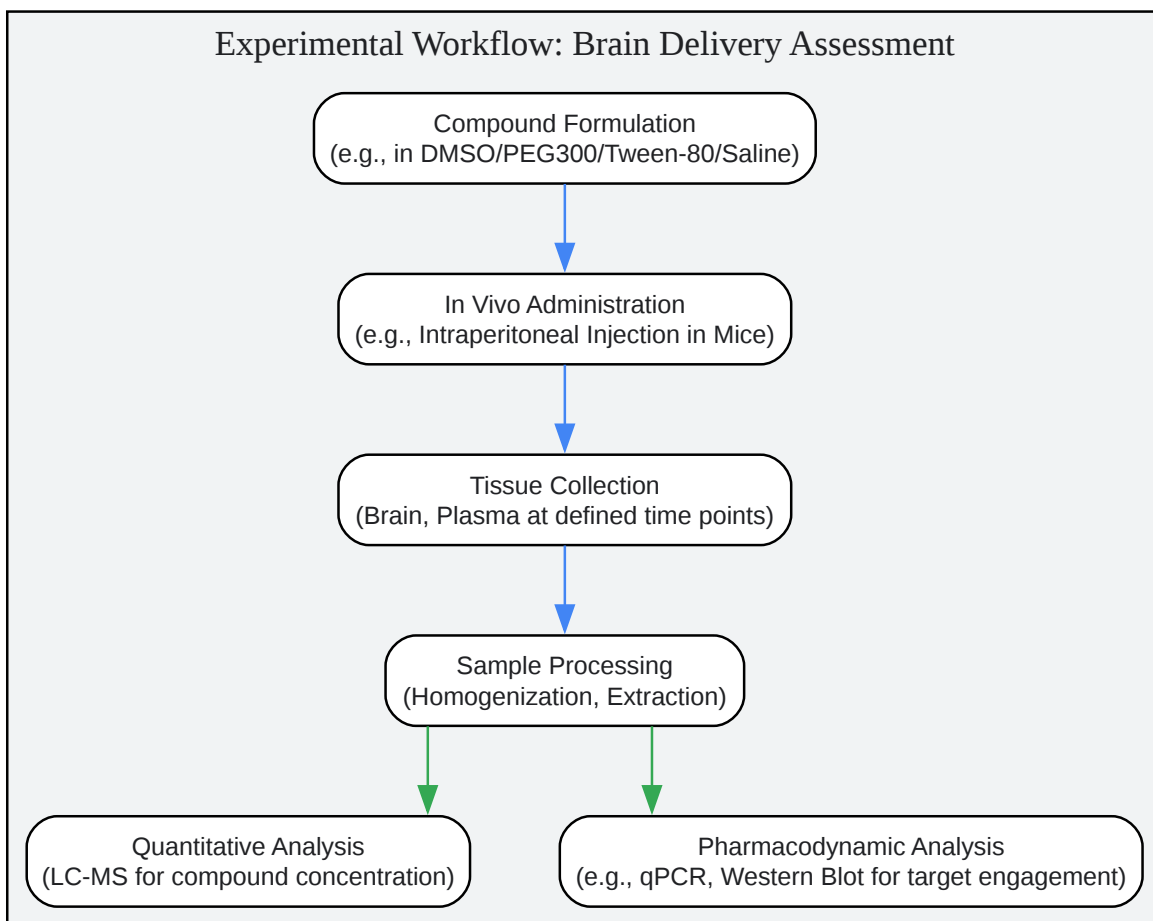 Experimental Workflow: Brain Delivery Assessment
Compound Formulation
(e.g., in DMSO/PEG300/Tween-80/Saline)
In Vivo Administration
(e.g., Intraperitoneal Injection in Mice)
Tissue Collection
(Brain, Plasma at defined time points)
Sample Processing
(Homogenization, Extraction)
Quantitative Analysis
(LC-MS for compound concentration)
Pharmacodynamic Analysis
(e.g., qPCR, Western Blot for target engagement)